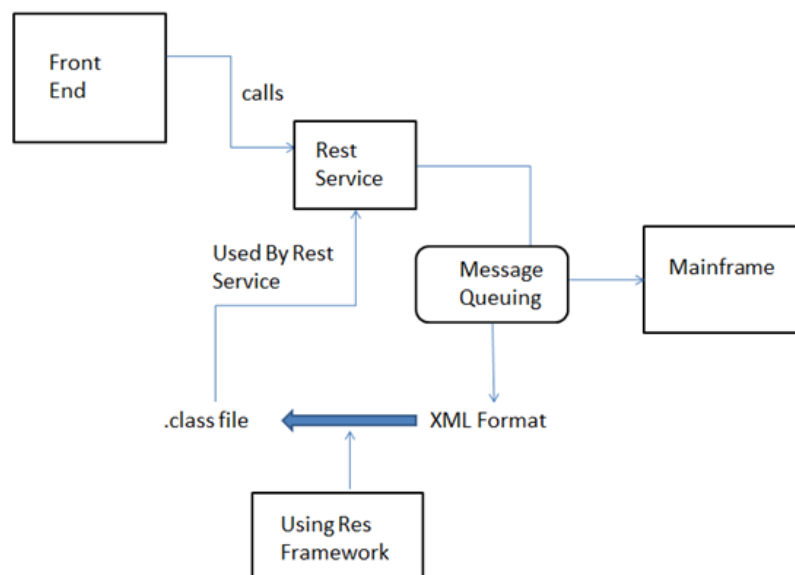 Front
End
calls
Rest
Service
Used By Rest
Service
Message
Queuing
Mainframe
.class file
XML Format
Using Res
Framework